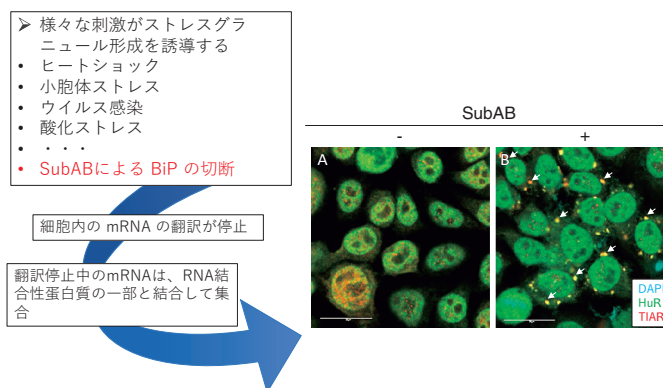 ➢ 様々な刺激がストレスグラ
ニュール形成を誘導する
• ヒートショック
• 小胞体ストレス
• ウイルス感染
• 酸化ストレス
• ・・・
• SubABによる BiP の切断
細胞内の mRNA の翻訳が停止
翻訳停止中のmRNAは、RNA結
合性蛋白質の一部と結合して集
合
SubAB
- +
A B
DAPI
HuR
TIAR